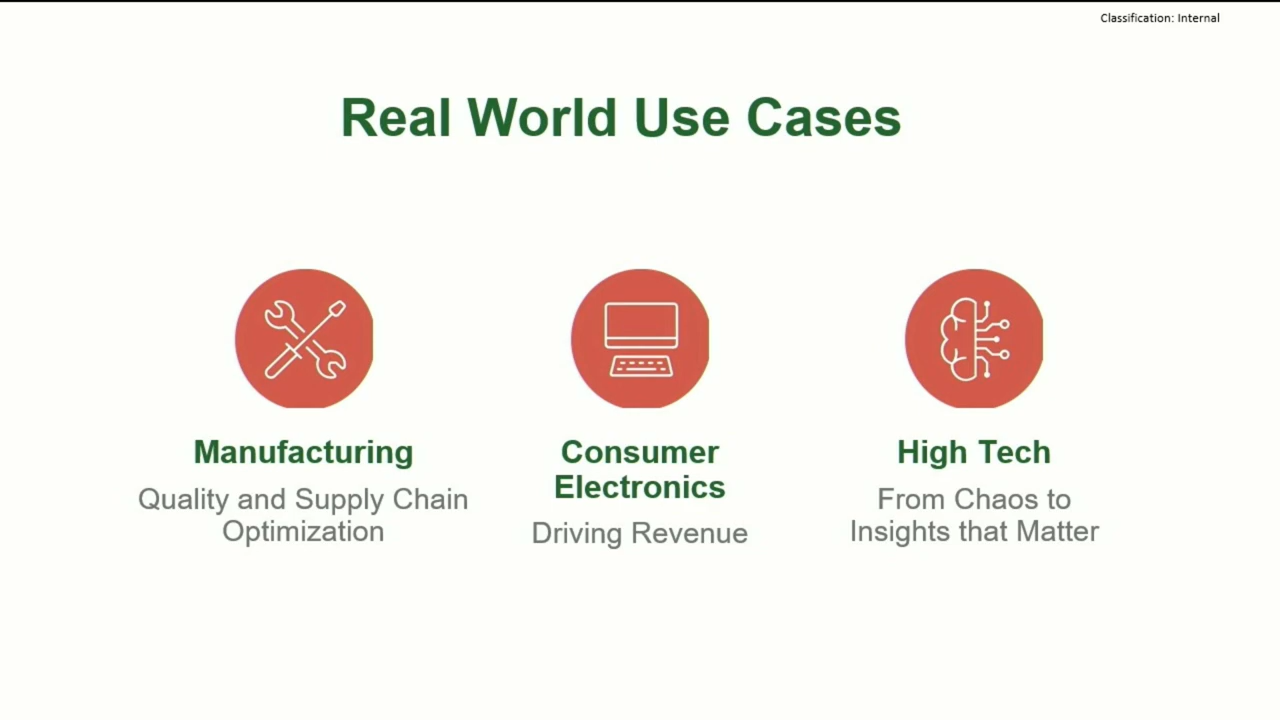 Classification: Internal
Real World Use Cases
Manufacturing
Quality and Supply Chain
Optimization
Consumer
Electronics
Driving Revenue
High Tech
From Chaos to
Insights that Matter